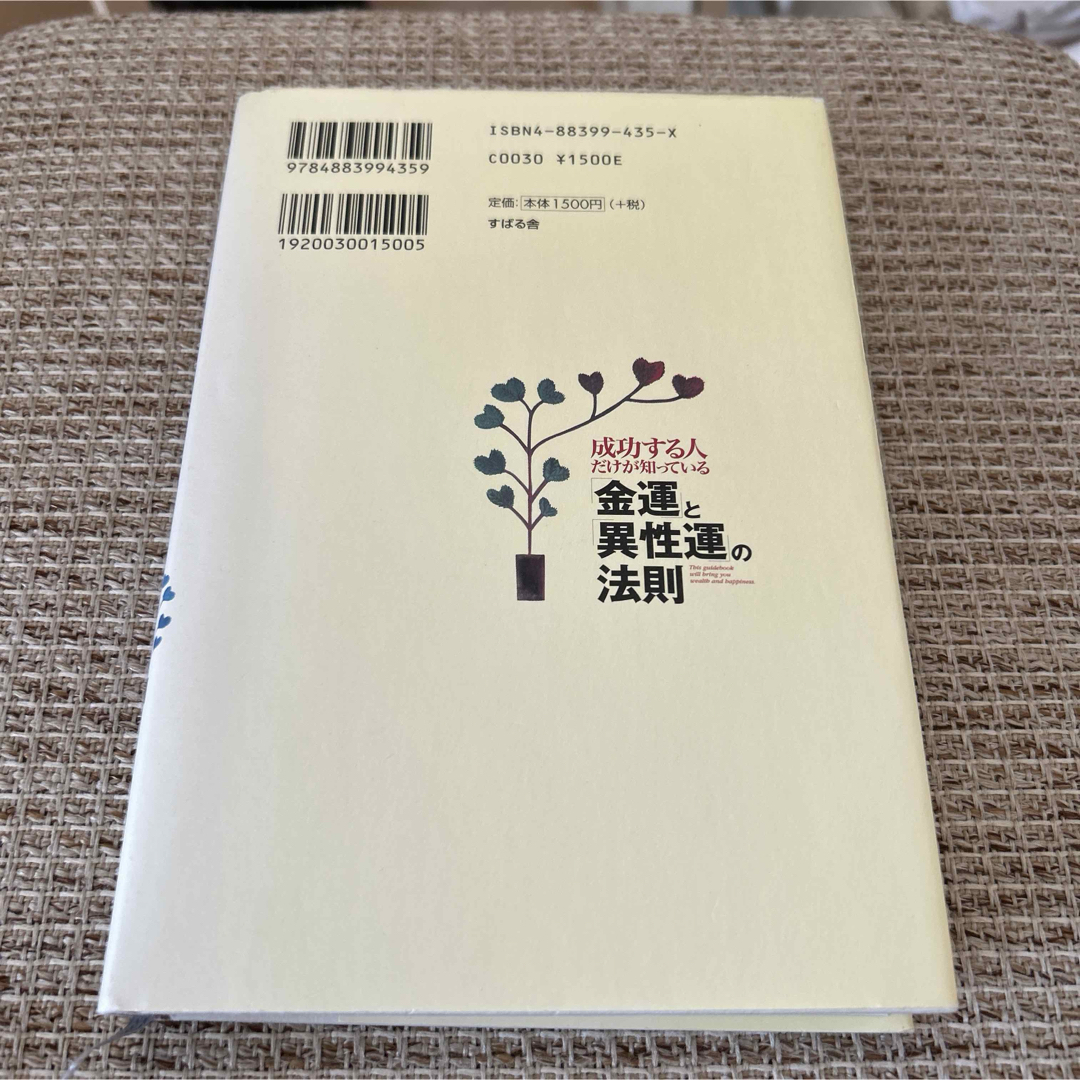 9784883994359
1920030015005
ISBN4-88399-435-X
C0030 ¥1500E
定価：本体1500円（+税）
すばる舎
成功する人
だけが知っている
「金運」と
「異性運」の
法則
This guidebook
will bring you
wealth and happiness.